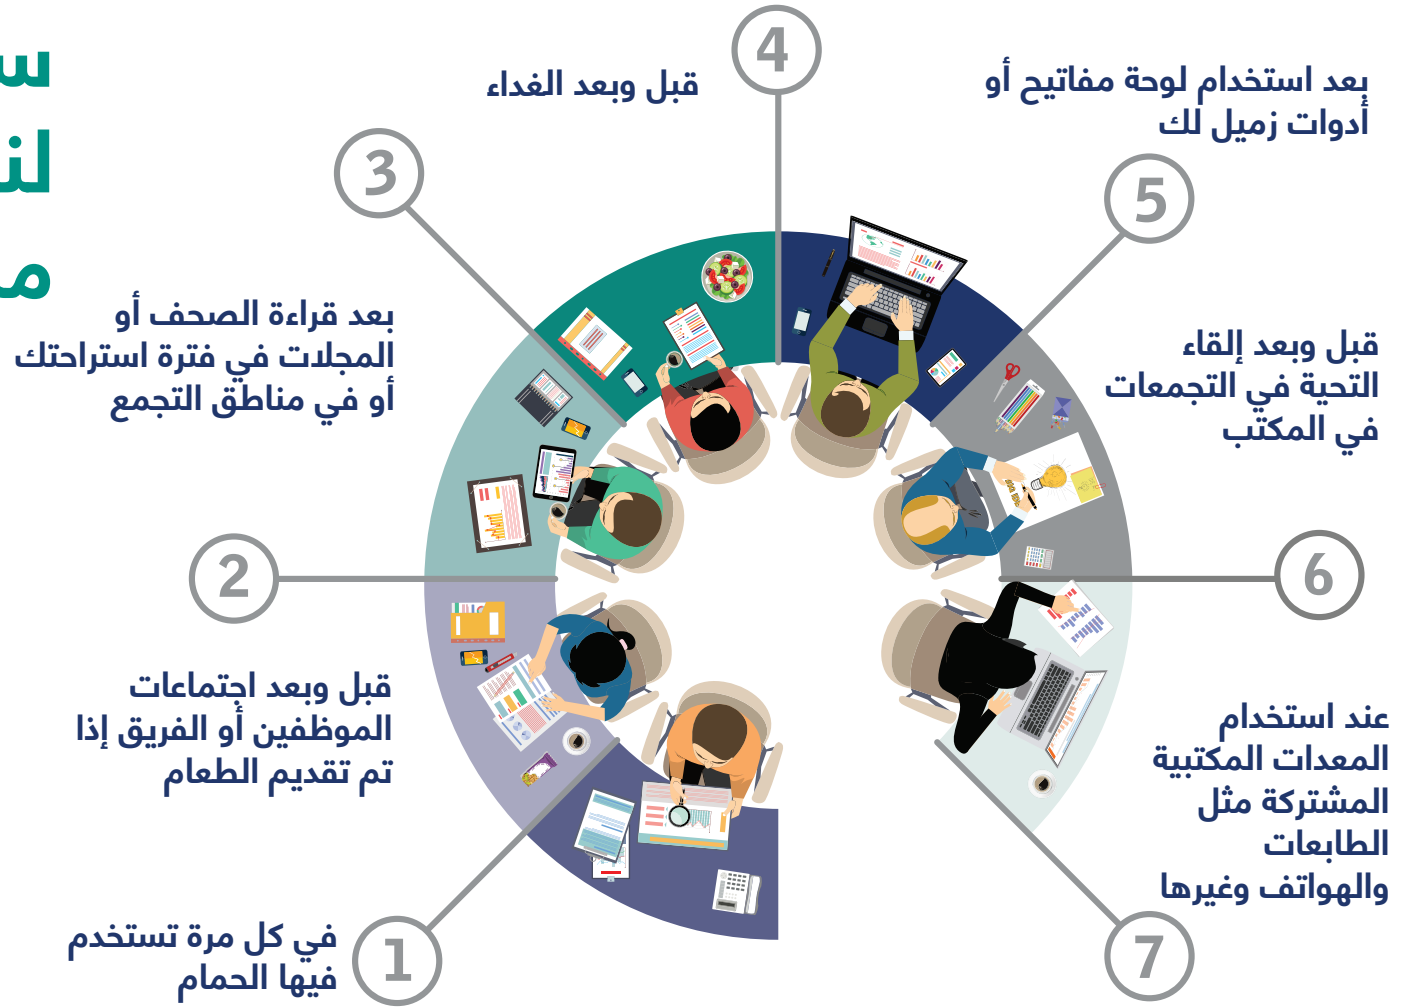 4
قبل وبعد الغداء
بعد استخدام لوحة مفاتيح أو
أدوات زميل لك
3
5
بعد قراءة الصحف أو
المجلات في فترة استراحتك
أو في مناطق التجمع
قبل وبعد إلقاء
التحية في التجمعات
في المكتب
2
6
قبل وبعد اجتماعات
الموظفين أو الفريق إذا
تم تقديم الطعام
عند استخدام
المعدات المكتبية
المشتركة مثل
الطابعات
والهواتف وغيرها
1
في كل مرة تستخدم
فيها الحمام
7